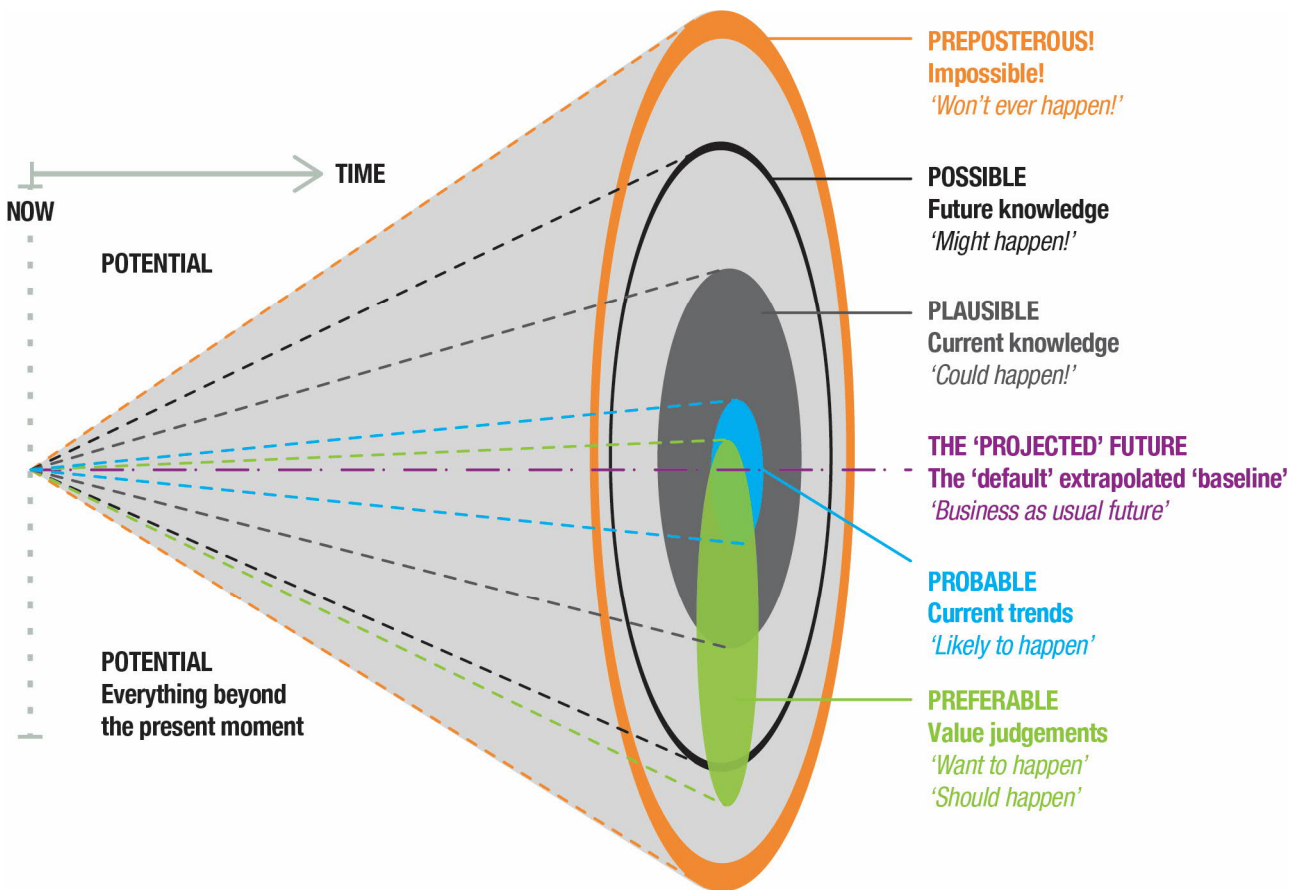 TIME
NOW
POTENTIAL
POTENTIAL
Everything beyond
the present moment
PREPOSTEROUS!
Impossible!
‘Won’t ever happen!’
POSSIBLE
Future knowledge
‘Might happen!’
PLAUSIBLE
Current knowledge
‘Could happen!’
THE ‘PROJECTED’ FUTURE
The ‘default’ extrapolated ‘baseline’
‘Business as usual future’
PROBABLE
Current trends
‘Likely to happen’
PREFERABLE
Value judgements
‘Want to happen’
‘Should happen’